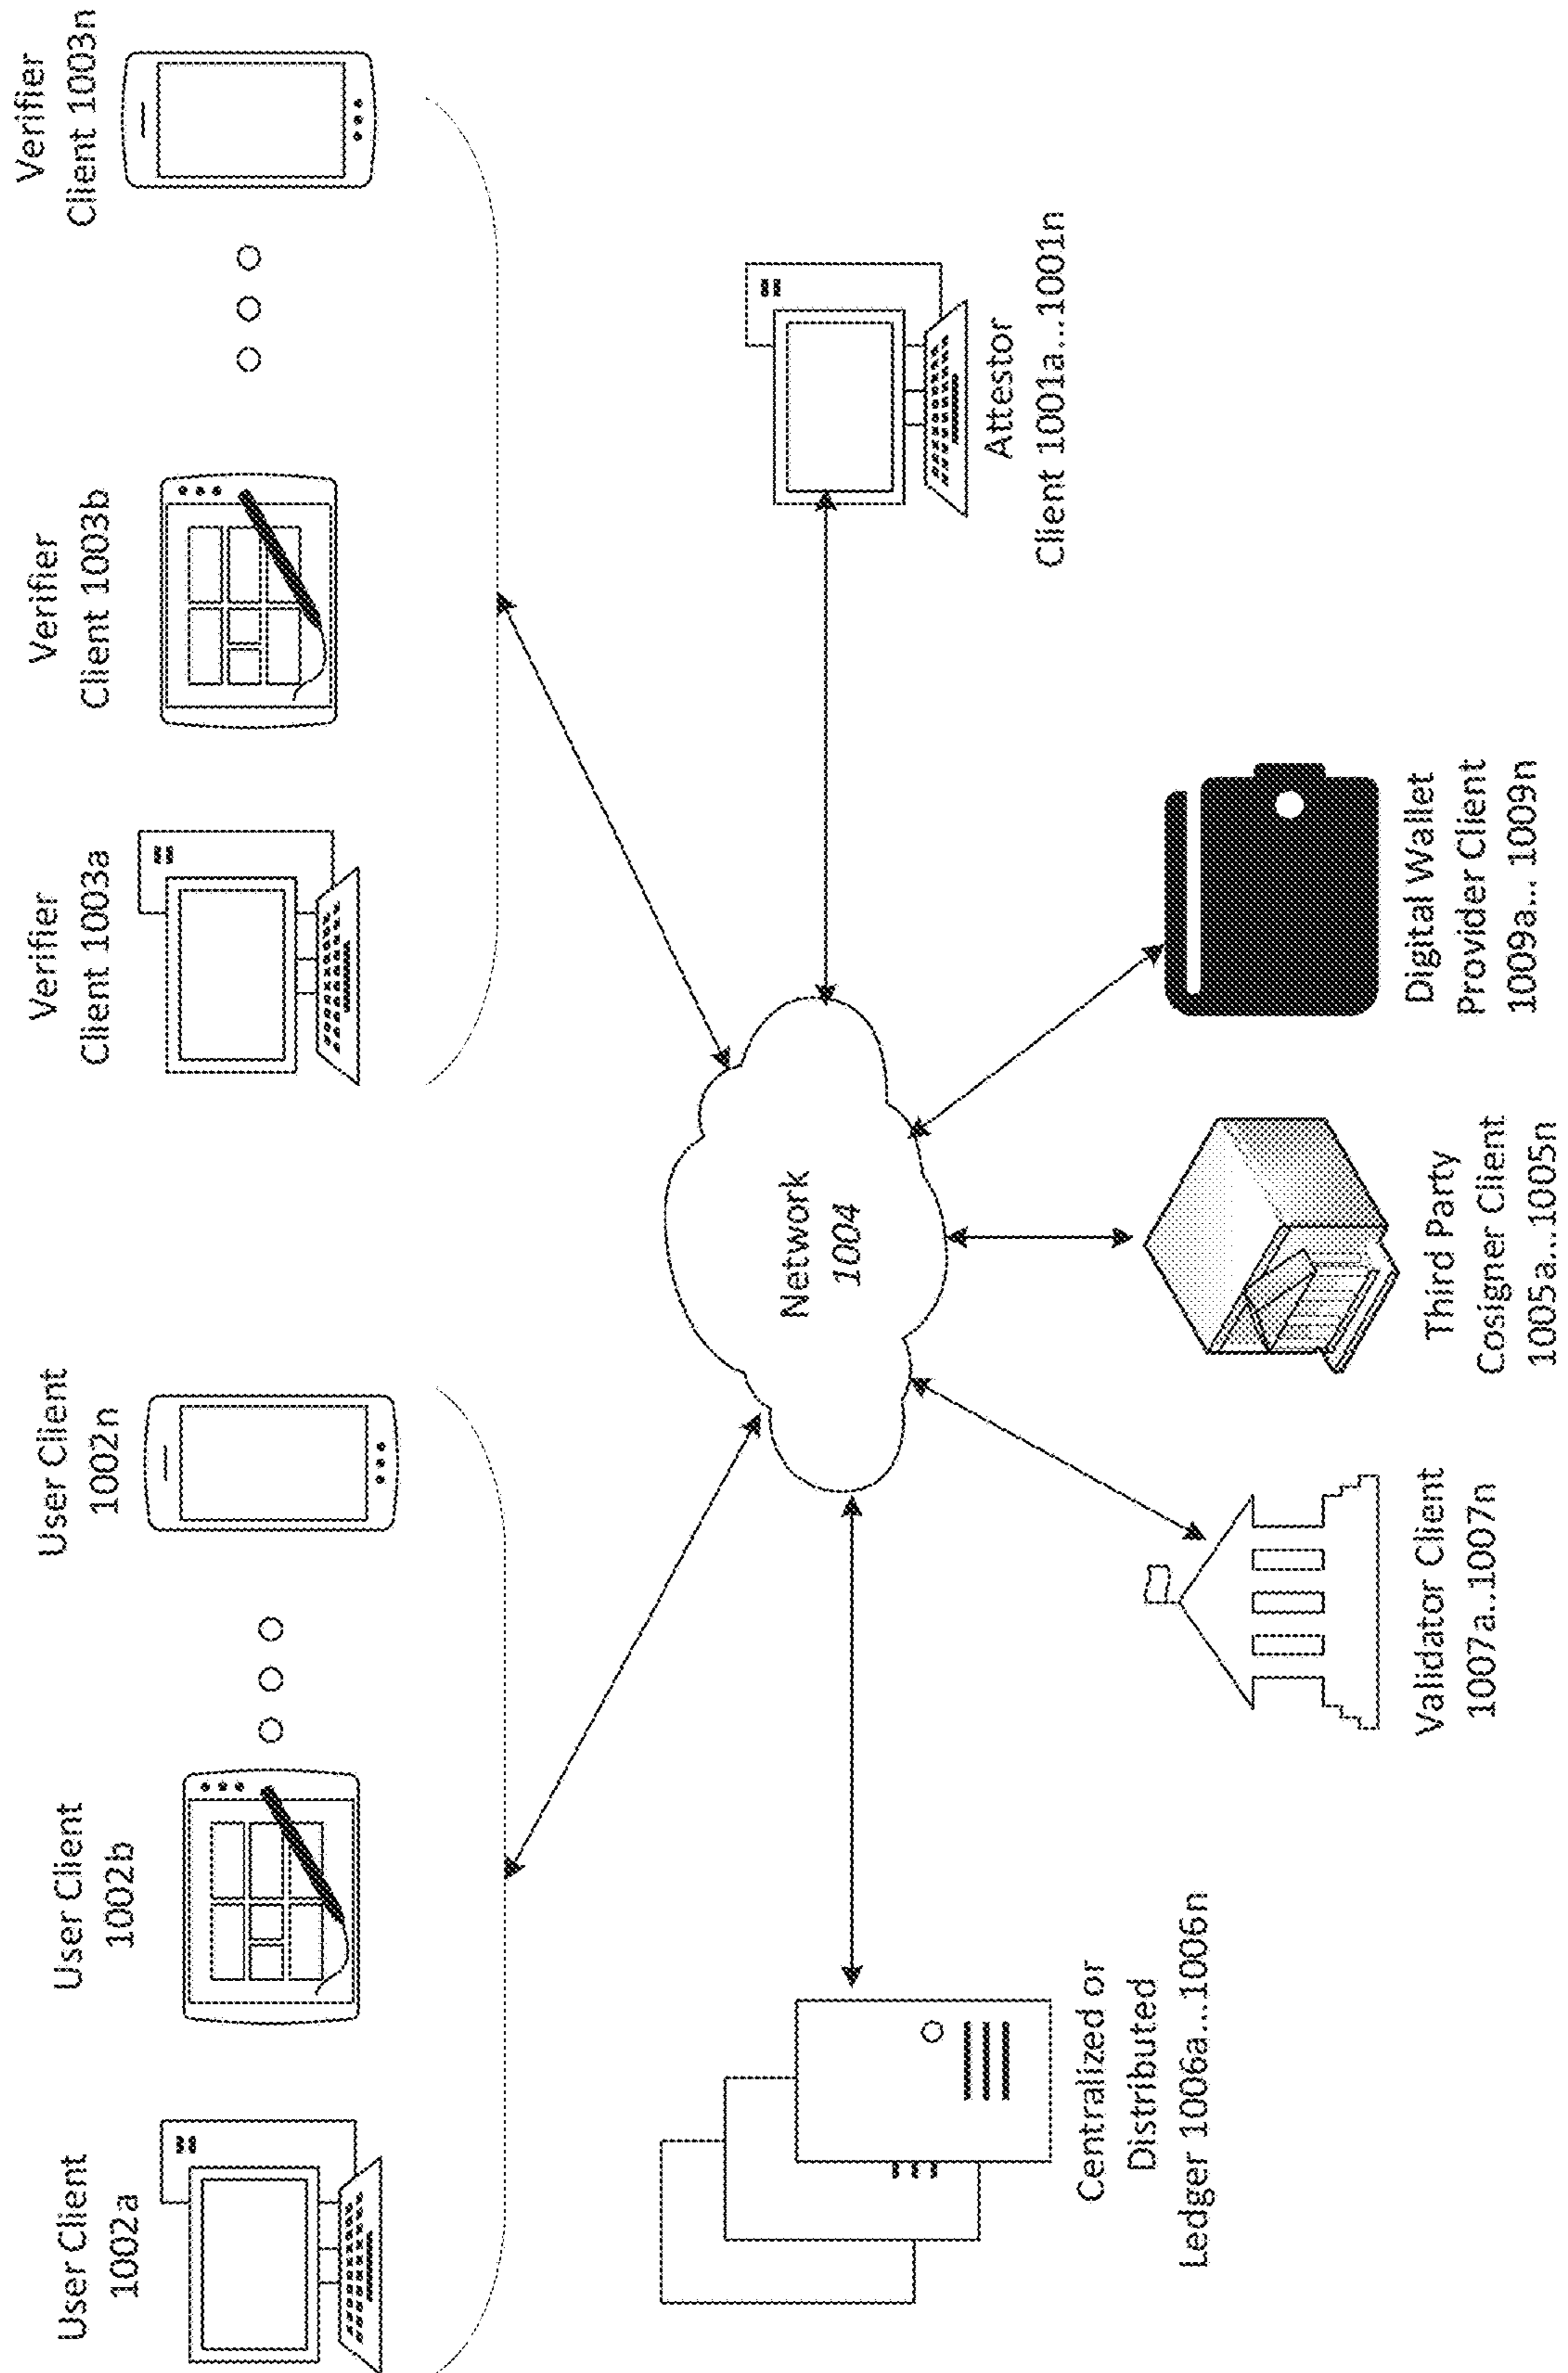 User Client
1002a
User Client
1002b
User Client
1002n
Verifier
Client 1003a
Verifier
Client 1003b
Verifier
Client 1003n
Network
1004
Attestor
Client 1001a...1001n
Centralized or
Distributed
Ledger 1006a...1006n
Validator Client
1007a..1007n
Third Party
Cosigner Client
1005a...1005n
Digital Wallet
Provider Client
1009a... 1009n